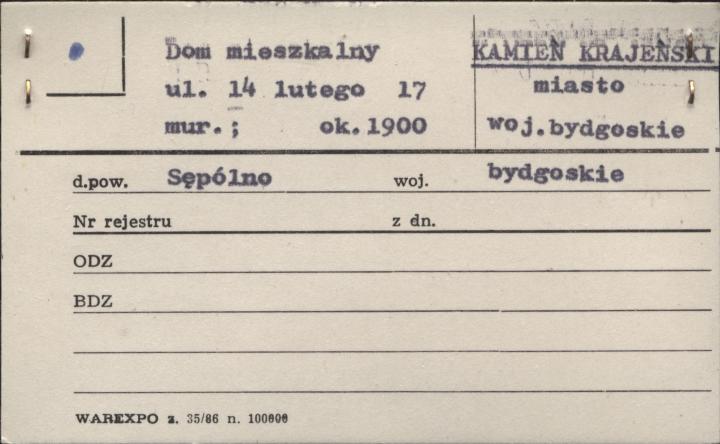 Dom mieszkalny
ul. 14 lutego 17
mur.; ok.1900
KAMIEŃ KRAJEŃSKI
miasto
woj.bydgoskie
d.pow. Sępólno woj. bydgoskie
Nr rejestru z dn.
ODZ
BDZ
WAREXPO z. 35/86 n. 100000